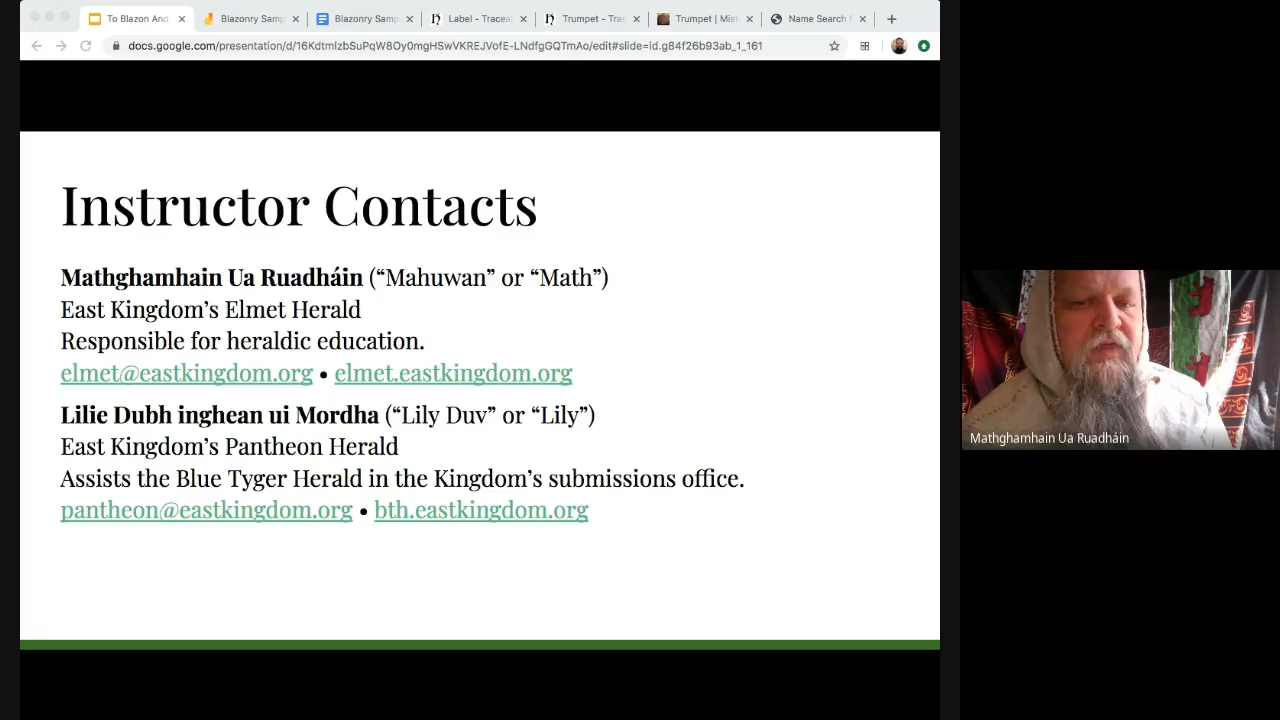 To Blazon And
Blazonry Samp
Blazonry Samp
Label - Traceal
Trumpet - Trac
Trumpet | Mist
Name Search
docs.google.com/presentation/d/16KdtmIzbSuPqW8Oy0mgHSwVKREJVofE-LNdfgGQTmAo/edit#slide=id.g84f26b93ab_1_161
Instructor Contacts
Mathghamhain Ua Ruadháin (“Mahuwan” or “Math”)
East Kingdom’s Elmet Herald
Responsible for heraldic education.
elmet@eastkingdom.org • elmet.eastkingdom.org
Lilie Dubh inghean ui Mordha (“Lily Duv” or “Lily”)
East Kingdom’s Pantheon Herald
Assists the Blue Tyger Herald in the Kingdom’s submissions office.
pantheon@eastkingdom.org • bth.eastkingdom.org
Mathghamhain Ua Ruadháin